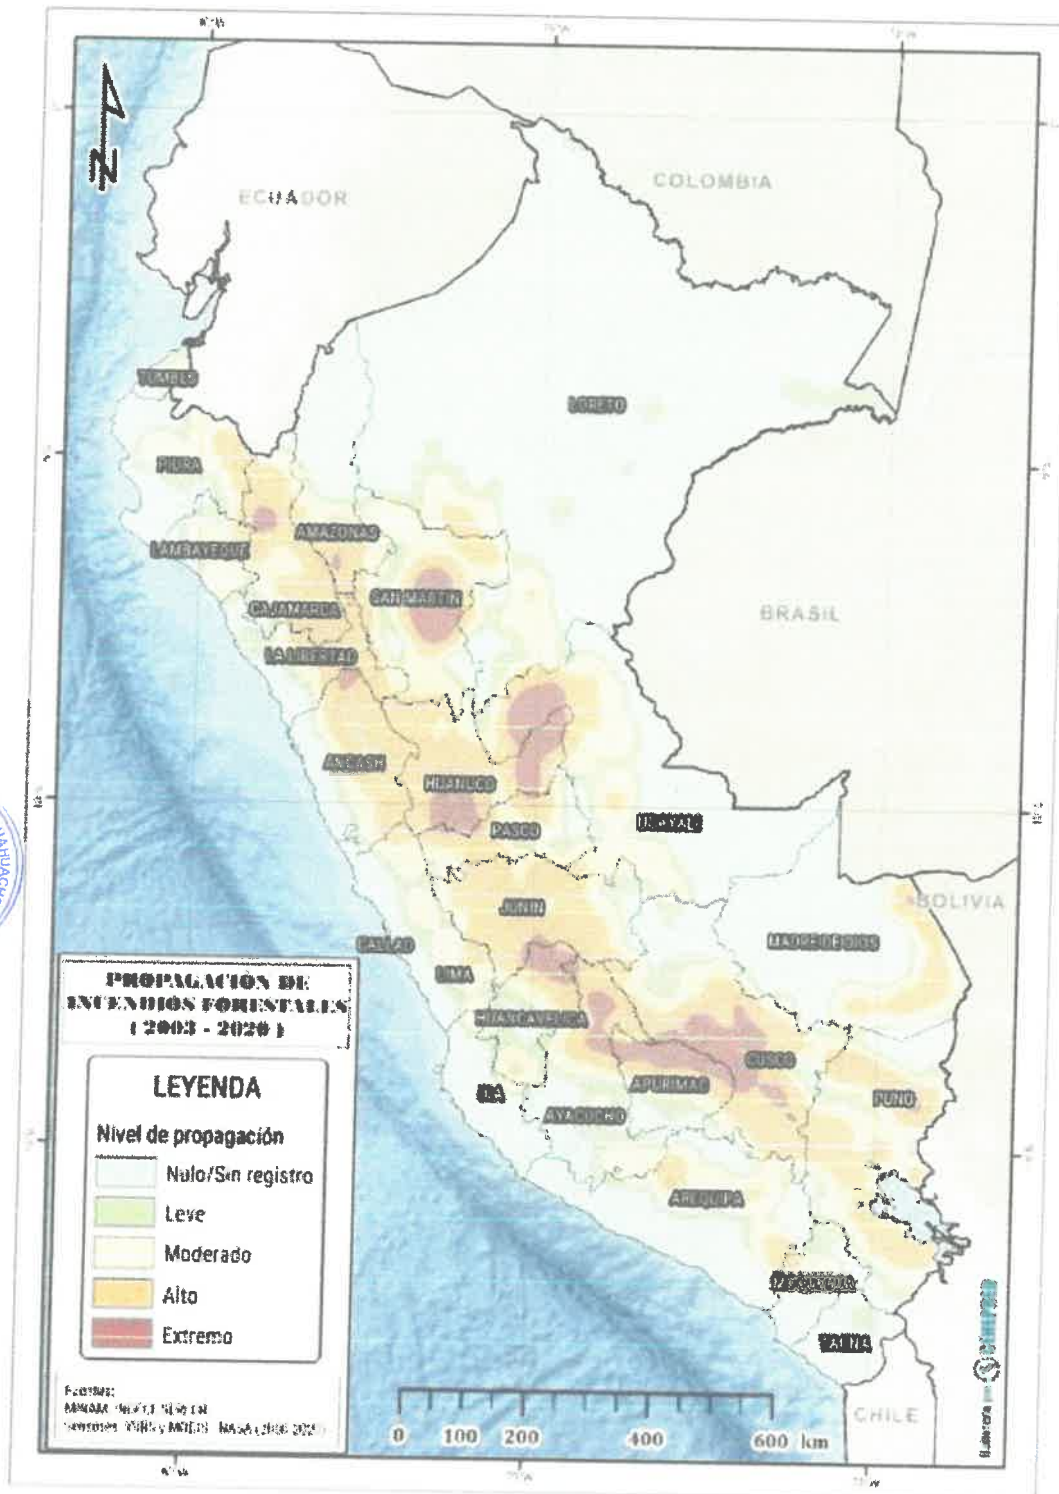 ECUADOR
COLOMBIA
TUMBES
LORETO
PIURA
AMAZONAS
LAMBAYEQUE
SAN MARTIN
CAJAMARCA
BRASIL
LA LIBERTAD
ANCASH
HUANUCO
UCAYALI
PASCO
BOLIVIA
JUNIN
MADRE DE DIOS
CALLAO
LIMA
HUANCAVELICA
CUSCO
APURIMAC
ICA
PUNO
AYACUCHO
AREQUIPA
MOQUEGUA
TACNA
CHILE
N
PROPAGACIÓN DE
INCENDIOS FORESTALES
( 2003 - 2020 )
LEYENDA
Nivel de propagación
Nulo/Sin registro
Leve
Moderado
Alto
Extremo
Fuentes:
0 100 200 400 600 km